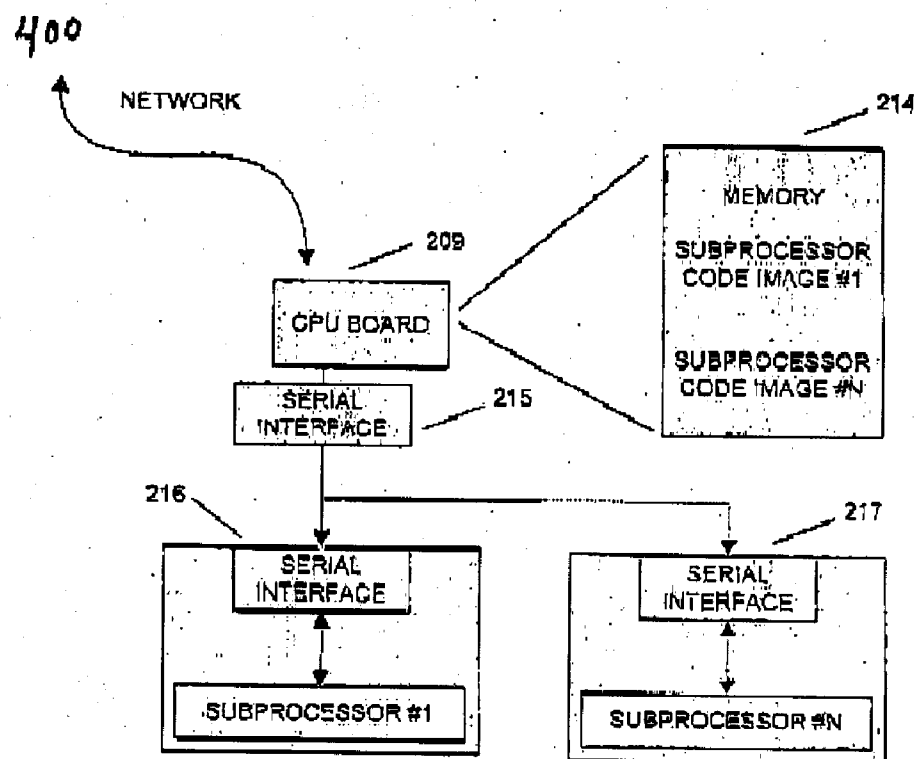 400
NETWORK
214
MEMORY
SUBPROCESSOR
CODE IMAGE #1
SUBPROCESSOR
CODE IMAGE #N
209
CPU BOARD
SERIAL
INTERFACE
215
216
SERIAL
INTERFACE
SUBPROCESSOR #1
217
SERIAL
INTERFACE
SUBPROCESSOR #N